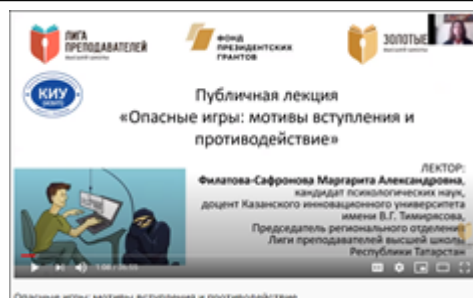 ЛИГА
ПРЕПОДАВАТЕЛЕЙ
ВЫСШЕЙ ШКОЛЫ
ФОНД
ПРЕЗИДЕНТСКИХ
ГРАНТОВ
ЗОЛОТЫЕ
КИУ
Публичная лекция
«Опасные игры: мотивы вступления и
противодействие»
ЛЕКТОР:
Филатова-Сафронова Маргарита Александровна,
кандидат психологических наук,
доцент Казанского инновационного университета
имени В.Г. Тимирясова,
Председатель регионального отделения
Лиги преподавателей высшей школы
Республики Татарстан
Опасные игры: мотивы вступления и противодействие